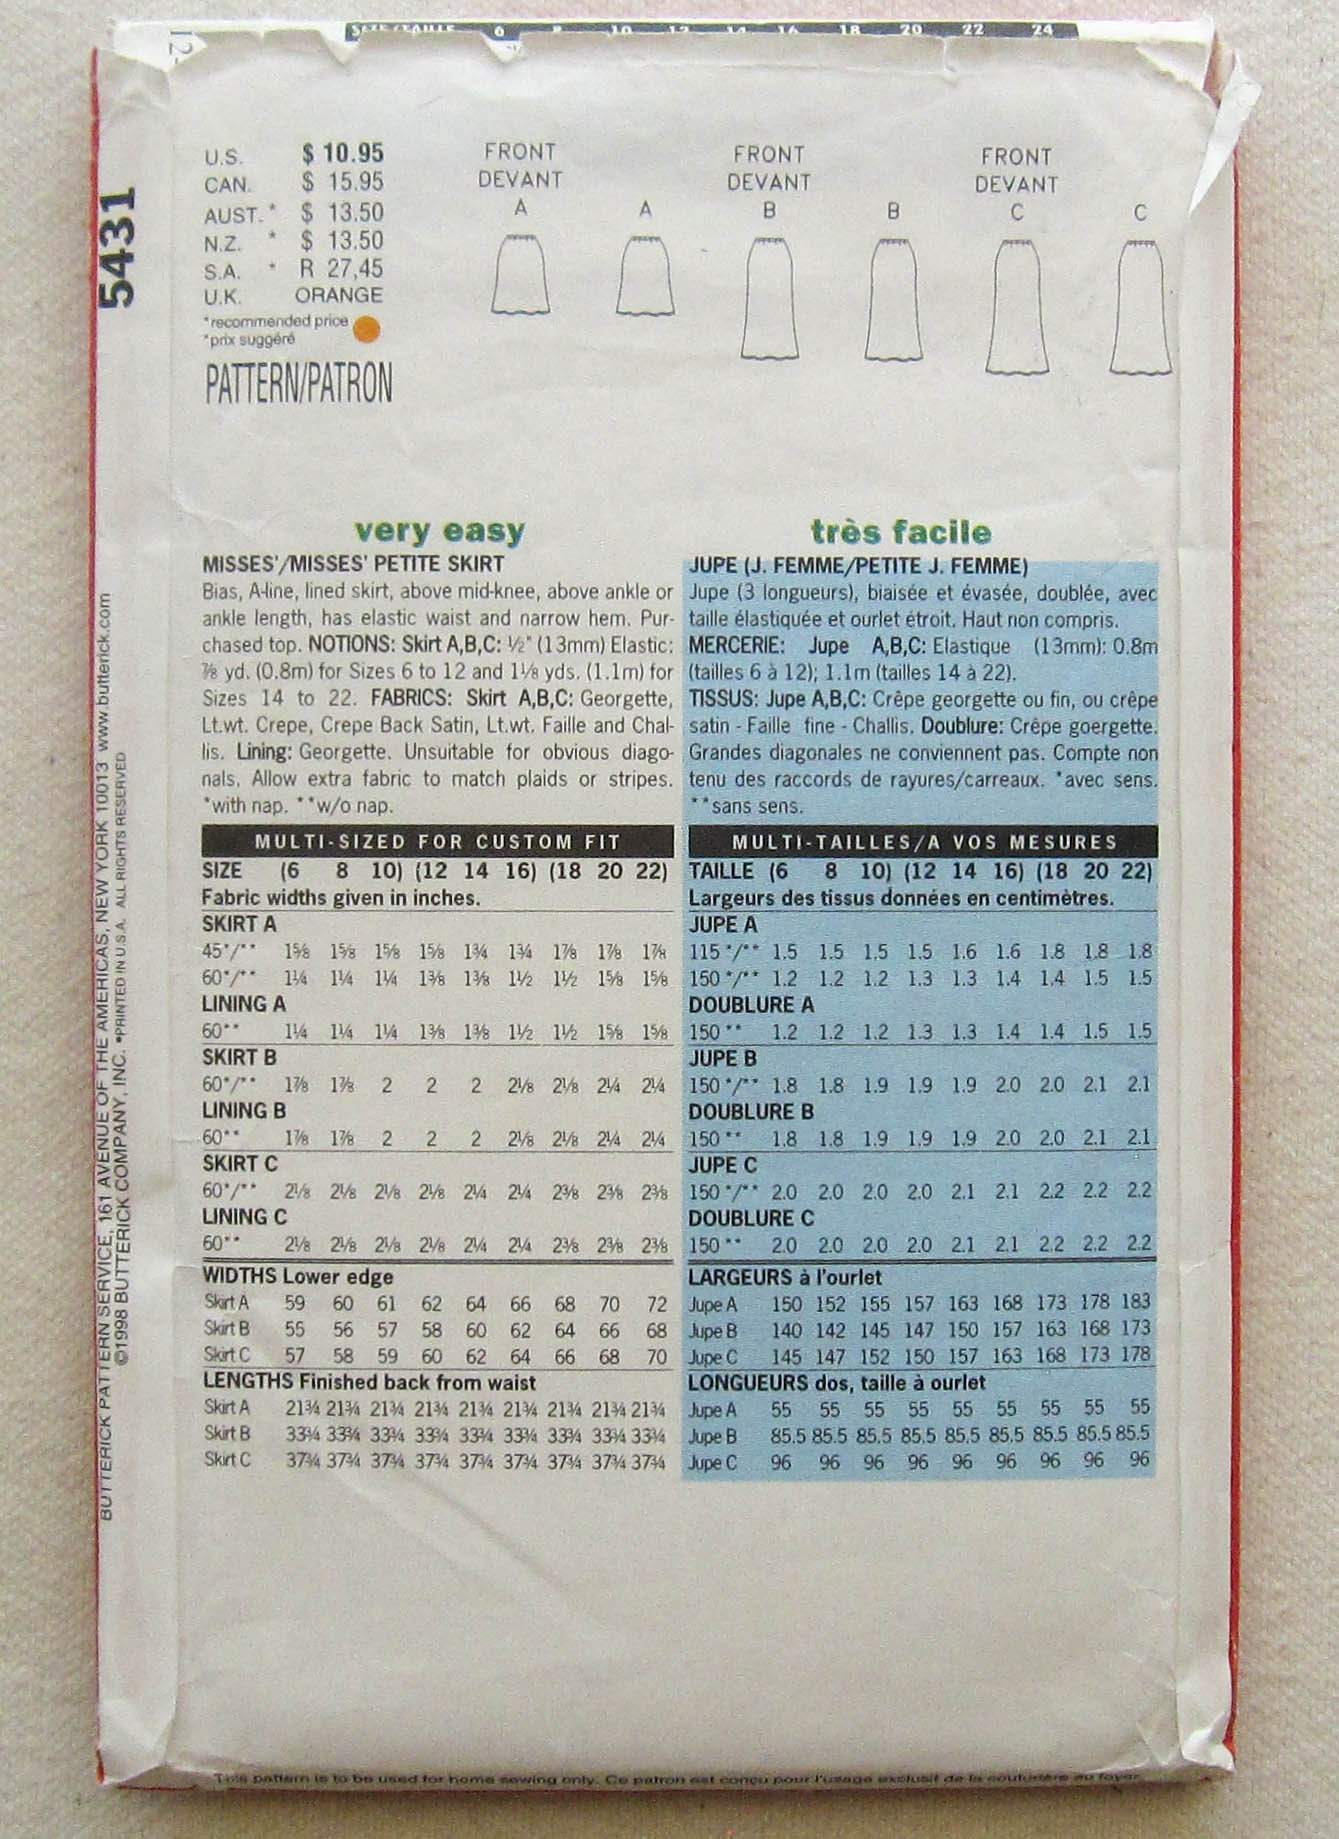 SIZE/TAILLE 6 8 10 12 14 16 18 20 22 24
12-
5431
U.S. $ 10.95
CAN. $ 15.95
AUST.* $ 13.50
N.Z. * $ 13.50
S.A. * R 27,45
U.K. ORANGE
*recommended price
*prix suggéré
PATTERN/PATRON
FRONT
DEVANT
A A
FRONT
DEVANT
B B
FRONT
DEVANT
C C
very easy
MISSES'/MISSES' PETITE SKIRT
Bias, A-line, lined skirt, above mid-knee, above ankle or
ankle length, has elastic waist and narrow hem. Pur-
chased top. NOTIONS: Skirt A,B,C: ½" (13mm) Elastic:
⅞ yd. (0.8m) for Sizes 6 to 12 and 1⅛ yds. (1.1m) for
Sizes 14 to 22. FABRICS: Skirt A,B,C: Georgette,
Lt.wt. Crepe, Crepe Back Satin, Lt.wt. Faille and Chal-
lis. Lining: Georgette. Unsuitable for obvious diago-
nals. Allow extra fabric to match plaids or stripes.
*with nap. **w/o nap.
MULTI-SIZED FOR CUSTOM FIT
SIZE (6 8 10) (12 14 16) (18 20 22)
Fabric widths given in inches.
SKIRT A
45*/** 1⅝ 1⅝ 1⅝ 1⅝ 1¾ 1¾ 1⅞ 1⅞ 1⅞
60*/** 1¼ 1¼ 1¼ 1⅜ 1⅜ 1½ 1½ 1⅝ 1⅝
LINING A
60** 1¼ 1¼ 1¼ 1⅜ 1⅜ 1½ 1½ 1⅝ 1⅝
SKIRT B
60*/** 1⅞ 1⅞ 2 2 2 2⅛ 2⅛ 2¼ 2¼
LINING B
60** 1⅞ 1⅞ 2 2 2 2⅛ 2⅛ 2¼ 2¼
SKIRT C
60*/** 2⅛ 2⅛ 2⅛ 2⅛ 2¼ 2¼ 2⅜ 2⅜ 2⅜
LINING C
60** 2⅛ 2⅛ 2⅛ 2⅛ 2¼ 2¼ 2⅜ 2⅜ 2⅜
WIDTHS Lower edge
Skirt A 59 60 61 62 64 66 68 70 72
Skirt B 55 56 57 58 60 62 64 66 68
Skirt C 57 58 59 60 62 64 66 68 70
LENGTHS Finished back from waist
Skirt A 21¾ 21¾ 21¾ 21¾ 21¾ 21¾ 21¾ 21¾ 21¾
Skirt B 33¾ 33¾ 33¾ 33¾ 33¾ 33¾ 33¾ 33¾ 33¾
Skirt C 37¾ 37¾ 37¾ 37¾ 37¾ 37¾ 37¾ 37¾ 37¾
très facile
JUPE (J. FEMME/PETITE J. FEMME)
Jupe (3 longueurs), biaisée et évasée, doublée, avec
taille élastiquée et ourlet étroit. Haut non compris.
MERCERIE: Jupe A,B,C: Elastique (13mm): 0.8m
(tailles 6 à 12); 1.1m (tailles 14 à 22).
TISSUS: Jupe A,B,C: Crêpe georgette ou fin, ou crêpe
satin - Faille fine - Challis. Doublure: Crêpe goergette.
Grandes diagonales ne conviennent pas. Compte non
tenu des raccords de rayures/carreaux. *avec sens.
**sans sens.
MULTI-TAILLES/A VOS MESURES
TAILLE (6 8 10) (12 14 16) (18 20 22)
Largeurs des tissus données en centimètres.
JUPE A
115 */** 1.5 1.5 1.5 1.5 1.6 1.6 1.8 1.8 1.8
150 */** 1.2 1.2 1.2 1.3 1.3 1.4 1.4 1.5 1.5
DOUBLURE A
150 ** 1.2 1.2 1.2 1.3 1.3 1.4 1.4 1.5 1.5
JUPE B
150 */** 1.8 1.8 1.9 1.9 1.9 2.0 2.0 2.1 2.1
DOUBLURE B
150 ** 1.8 1.8 1.9 1.9 1.9 2.0 2.0 2.1 2.1
JUPE C
150 */** 2.0 2.0 2.0 2.0 2.1 2.1 2.2 2.2 2.2
DOUBLURE C
150 ** 2.0 2.0 2.0 2.0 2.1 2.1 2.2 2.2 2.2
LARGEURS à l'ourlet
Jupe A 150 152 155 157 163 168 173 178 183
Jupe B 140 142 145 147 150 157 163 168 173
Jupe C 145 147 152 150 157 163 168 173 178
LONGUEURS dos, taille à ourlet
Jupe A 55 55 55 55 55 55 55 55 55
Jupe B 85.5 85.5 85.5 85.5 85.5 85.5 85.5 85.5 85.5
Jupe C 96 96 96 96 96 96 96 96 96
BUTTERICK PATTERN SERVICE, 161 AVENUE OF THE AMERICAS, NEW YORK 10013 www.butterick.com
©1998 BUTTERICK COMPANY, INC. •PRINTED IN U.S.A. ALL RIGHTS RESERVED
This pattern is to be used for home sewing only. Ce patron est conçu pour l'usage exclusif de la couturière au foyer.